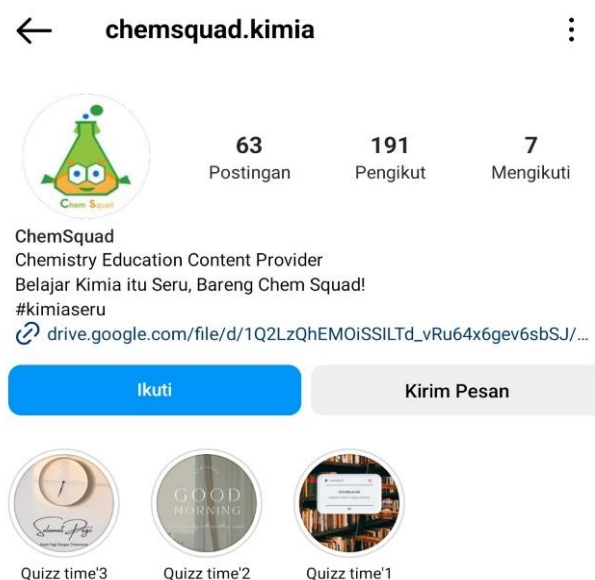 chemsquad.kimia
Chem Squad
63
Postingan
191
Pengikut
7
Mengikuti
ChemSquad
Chemistry Education Content Provider
Belajar Kimia itu Seru, Bareng Chem Squad!
#kimiaseru
drive.google.com/file/d/1Q2LzQhEMOiSSILTd_vRu64x6gev6sbSJ/...
Ikuti
Kirim Pesan
Selamat Pagi
GOOD
MORNING
Quizz time'3
Quizz time'2
Quizz time'1